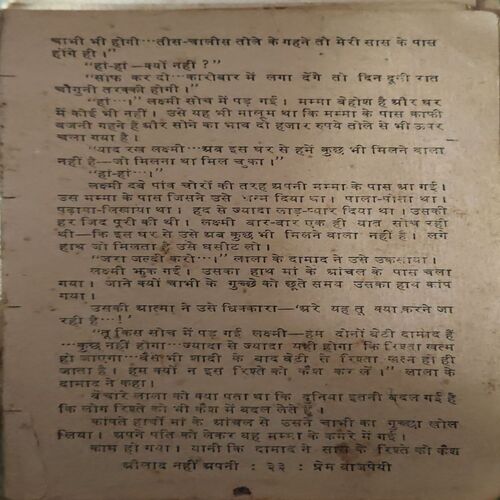 चाभी भी होगी···तीस-चालीस तोले के गहने तो मेरी सास के पास
होंगे ही ।''
''हां-हां—क्यों नहीं ?''
''साफ कर दो···कारोबार में लगा देंगे तो दिन दूनी रात
चौगुनी तरक्की होगी ।''
''हां···।'' लक्ष्मी सोच में पड़ गई । मम्मा बेहोश है और घर
में कोई भी नहीं । उसे यह भी मालूम था कि मम्मा के पास काफी
वजनी गहने हैं और सोने का भाव दो हजार रुपये तोले से भी ऊपर
चला गया है ।
''याद रख लक्ष्मी···अब इस घर से हमें कुछ भी मिलने वाला
नहीं है—जो मिलना था मिल चुका ।''
''हां-हां···।''
लक्ष्मी दबे पांव चोरों की तरह अपनी मम्मा के पास आ गई ।
उस मम्मा के पास जिसने उसे जन्म दिया था । पाला-पोसा था ।
पढ़ाया-लिखाया था । हद से ज्यादा लाड़-प्यार दिया था । उसकी
हर जिद पूरी की थी । लक्ष्मी बार-बार एक ही बात सोच रही
थी—कि इस घर से उसे अब कुछ भी मिलने वाला नहीं है । लगे
हाथ जो मिलता है उसे घसीट लो ।
''जरा जल्दी करो···।'' लाला के दामाद ने उसे उकसाया ।
लक्ष्मी झुक गई । उसका हाथ मां के आंचल के पास चला
गया । जाने क्यों चाभी के गुच्छे को छूते समय उसका हाथ कांप
गया ।
उसकी आत्मा ने उसे धिक्कारा—'अरे यह तू क्या करने जा
रही है···!'
''तू किस सोच में पड़ गई लक्ष्मी—हम दोनों बेटी दामाद हैं
···कुछ नहीं होगा···ज्यादा से ज्यादा यही होगा कि रिश्ता खत्म
हो जाएगा···वैसे भी शादी के बाद बेटी से रिश्ता खत्म हो ही
जाता है । हम क्यों न इस रिश्ते को कैश कर लें ।'' लाला के
दामाद ने कहा ।
बेचारे लाला को क्या पता था कि दुनिया इतनी बदल गई है
कि लोग रिश्ते को भी कैश में बदल लेते हैं ।
कांपते हाथों मां के आंचल से उसने चाभी का गुच्छा खोल
लिया । अपने पति को लेकर वह मम्मा के कमरे में गई ।
काम हो गया । यानी कि दामाद ने सास के रिश्ते को कैश
औलाद नहीं अपनी : ३३ : प्रेम वाजपेयी